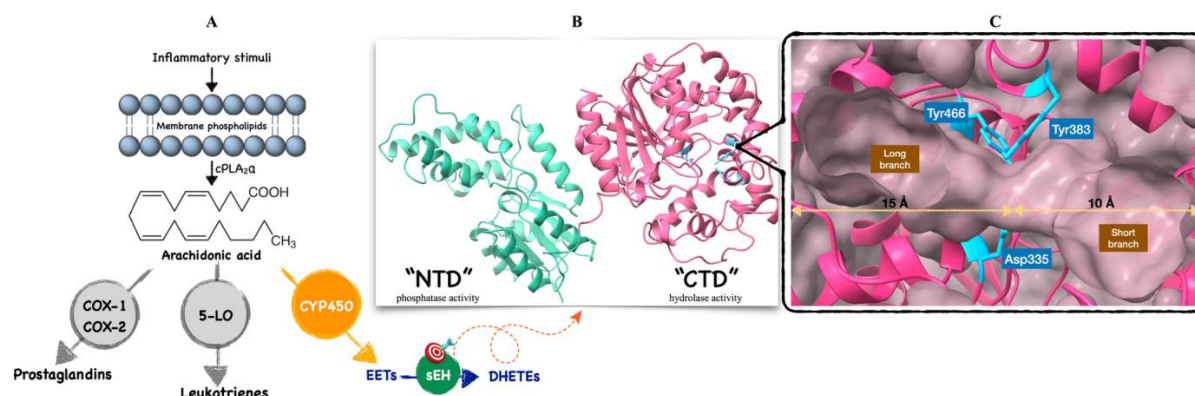 A
Inflammatory stimuli
Membrane phospholipids
cPLA₂α
COOH
CH₃
Arachidonic acid
COX-1
COX-2
5-LO
CYP450
Prostaglandins
Leukotrienes
EETs
sEH
DHETEs
B
"NTD"
phosphatase activity
"CTD"
hydrolase activity
C
Tyr466
Tyr383
Long
branch
15 Å
10 Å
Short
branch
Asp335